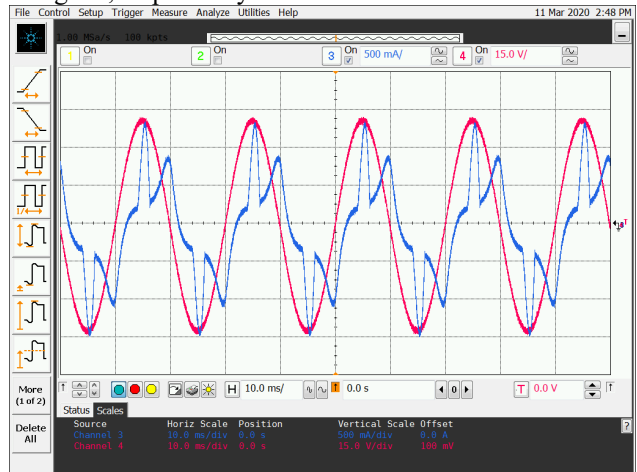 File Control Setup Trigger Measure Analyze Utilities Help 11 Mar 2020 2:48 PM
1.00 MSa/s 100 kpts
1 On 2 On 3 On 500 mA/ 4 On 15.0 V/
More
(1 of 2)
Delete
All
H 10.0 ms/ 0.0 s 0 T 0.0 V
Status Scales
Source Horiz Scale Position Vertical Scale Offset
Channel 3 10.0 ms/div 0.0 s 500 mA/div 0.0 A
Channel 4 10.0 ms/div 0.0 s 15.0 V/div 100 mV